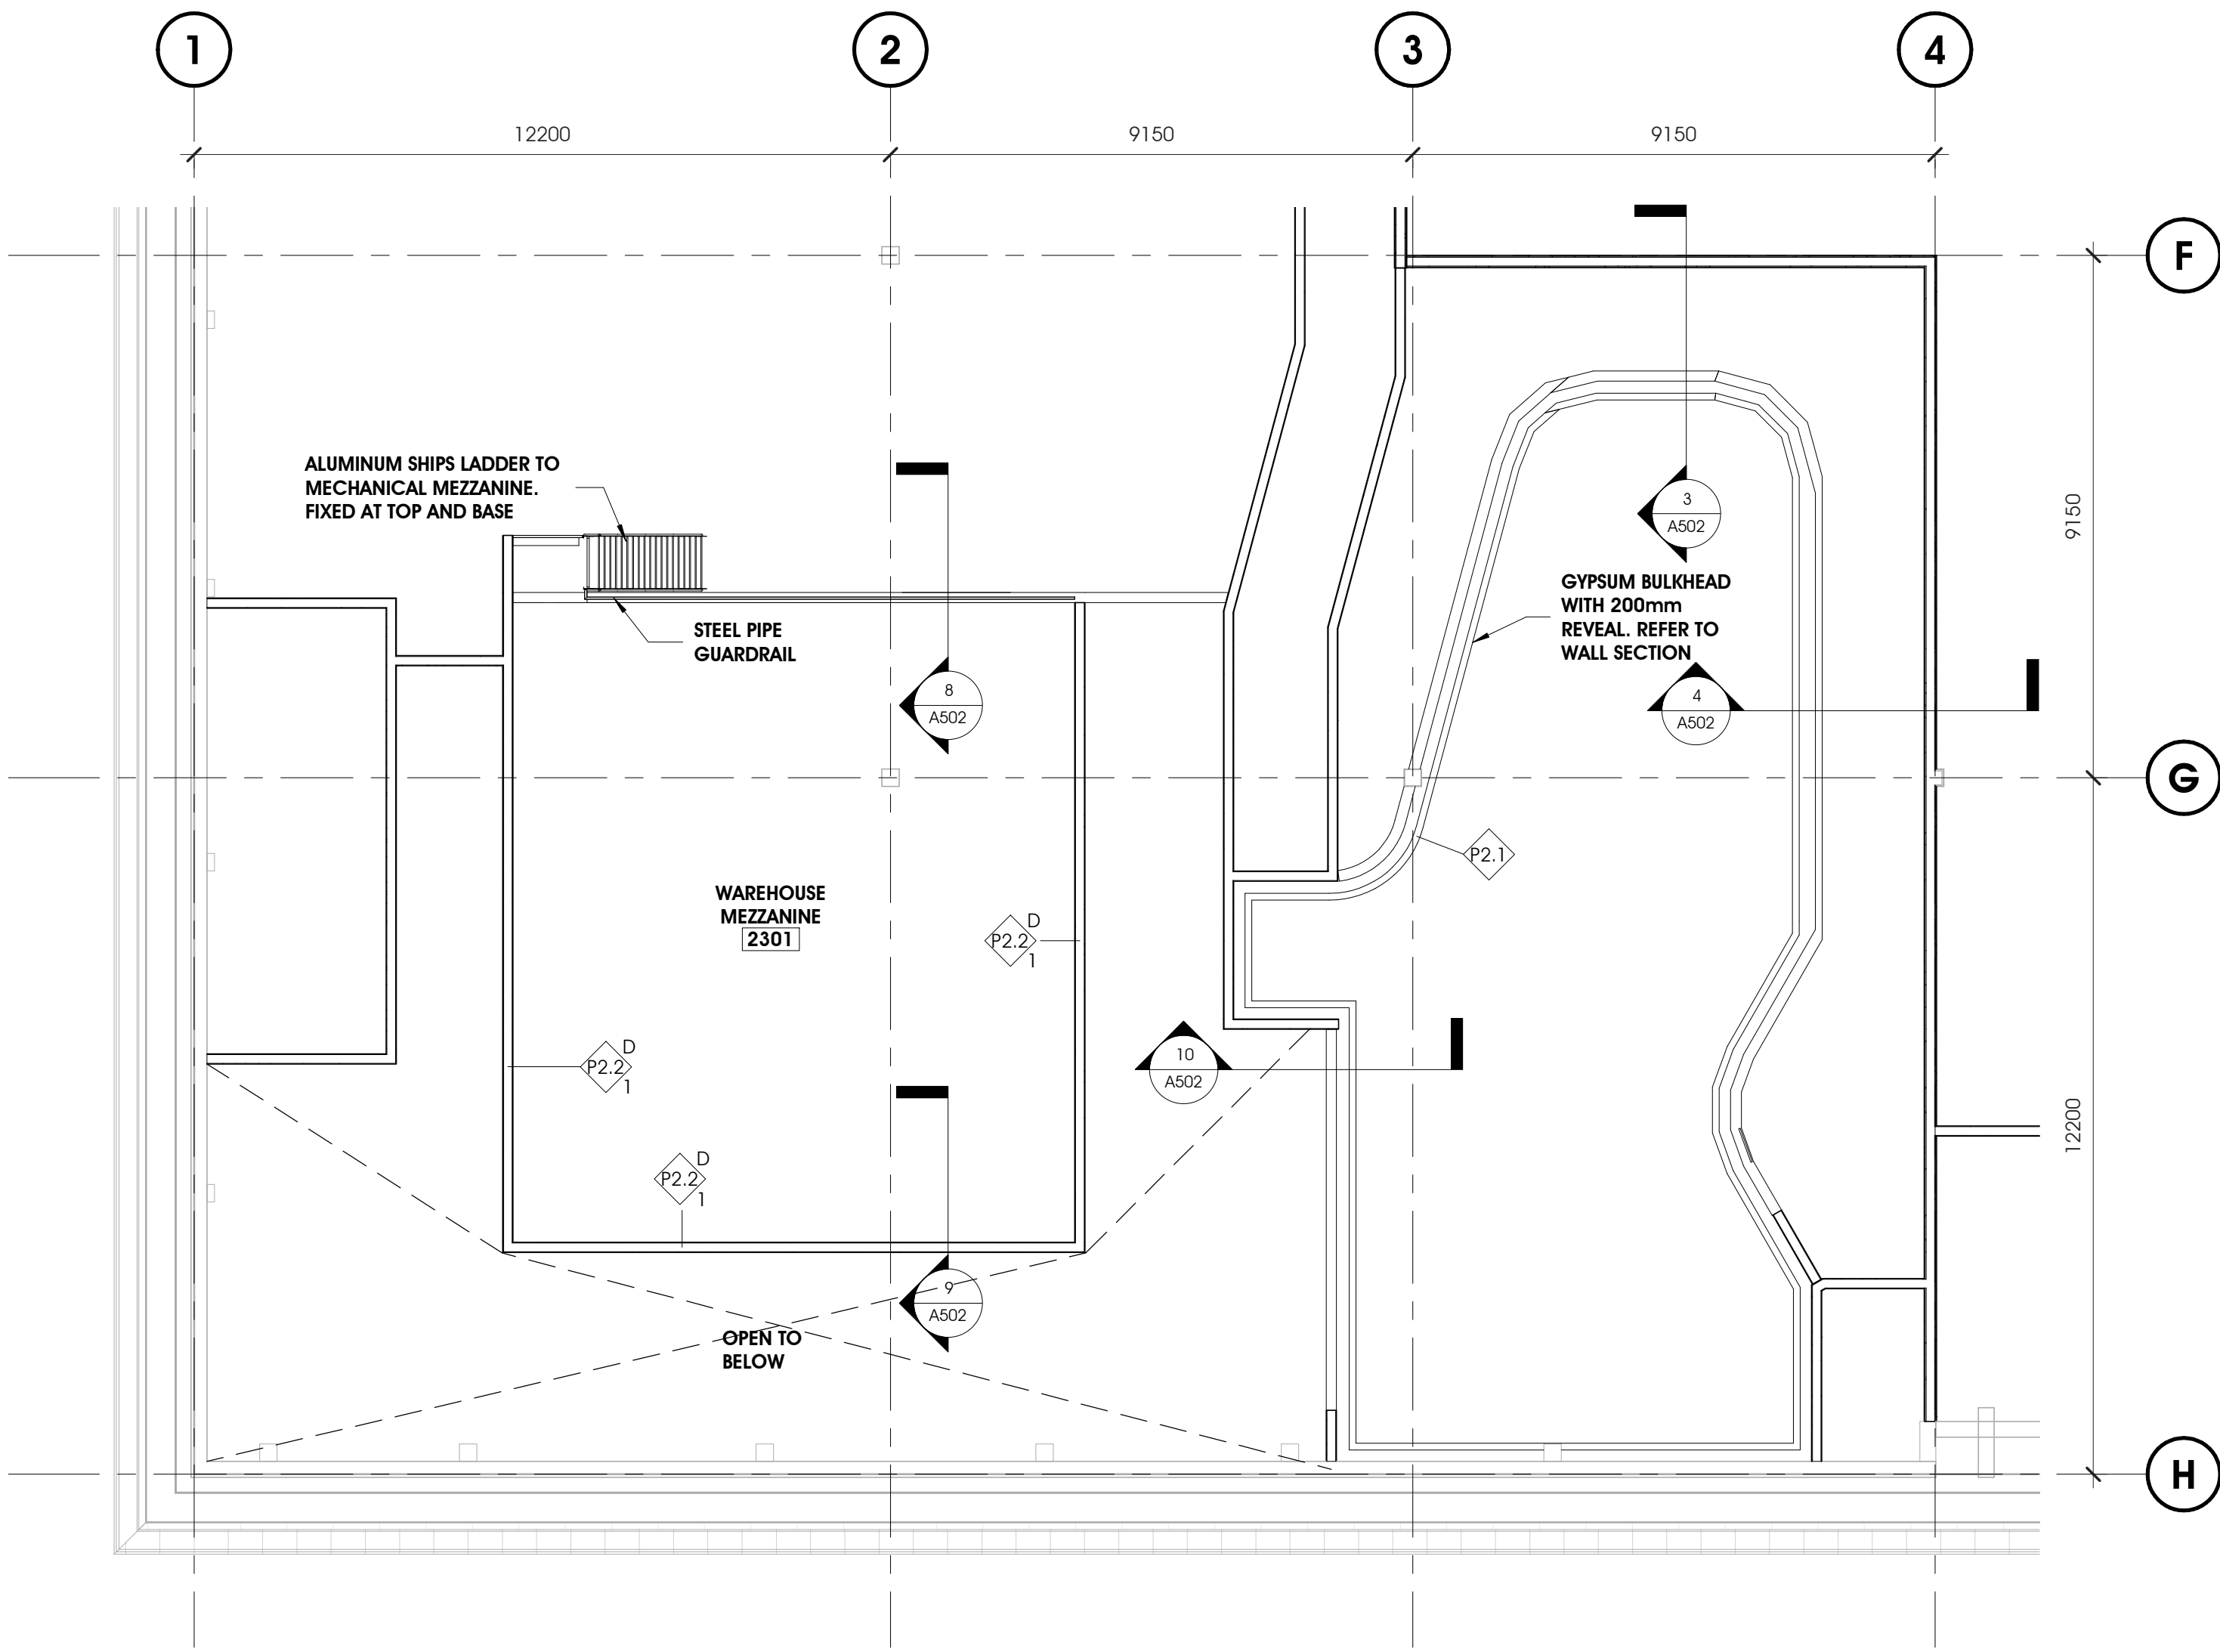 1
2
3
4
12200
9150
9150
F
ALUMINUM SHIPS LADDER TO
MECHANICAL MEZZANINE.
FIXED AT TOP AND BASE
3
A502
9150
GYPSUM BULKHEAD
WITH 200mm
REVEAL. REFER TO
WALL SECTION
STEEL PIPE
GUARDRAIL
8
A502
4
A502
G
P2.1
WAREHOUSE
MEZZANINE
2301
D
P2.2
1
D
P2.2
1
10
A502
12200
D
P2.2
1
9
A502
OPEN TO
BELOW
H